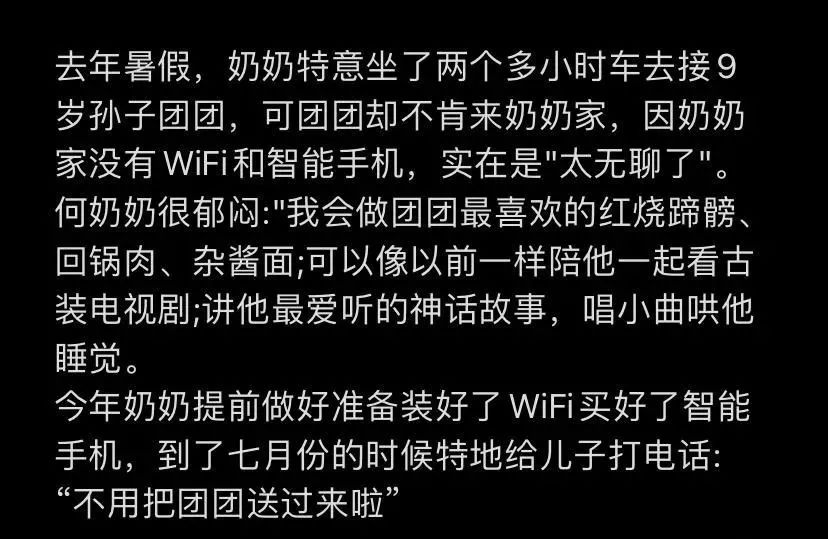 去年暑假，奶奶特意坐了两个多小时车去接9
岁孙子团团，可团团却不肯来奶奶家，因奶奶
家没有WiFi和智能手机，实在是"太无聊了"。
何奶奶很郁闷:"我会做团团最喜欢的红烧蹄髈、
回锅肉、杂酱面;可以像以前一样陪他一起看古
装电视剧;讲他最爱听的神话故事，唱小曲哄他
睡觉。
今年奶奶提前做好准备装好了WiFi买好了智能
手机，到了七月份的时候特地给儿子打电话:
“不用把团团送过来啦”